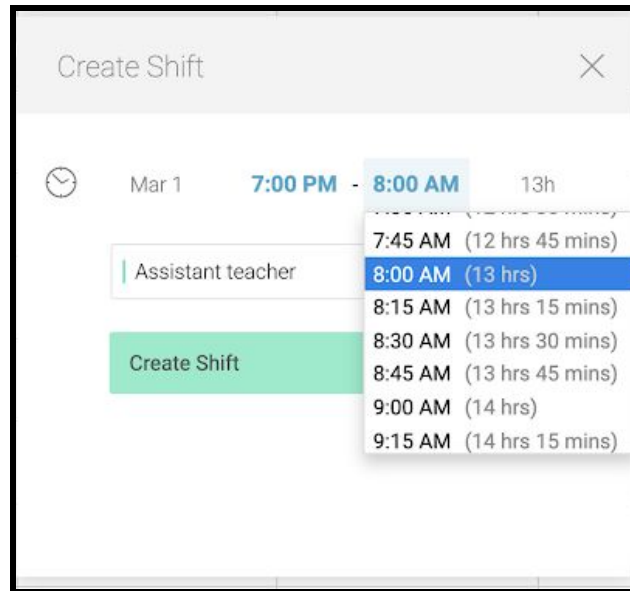 Create Shift
Mar 1 7:00 PM - 8:00 AM 13h
7:45 AM (12 hrs 45 mins)
Assistant teacher
8:00 AM (13 hrs)
8:15 AM (13 hrs 15 mins)
8:30 AM (13 hrs 30 mins)
Create Shift
8:45 AM (13 hrs 45 mins)
9:00 AM (14 hrs)
9:15 AM (14 hrs 15 mins)